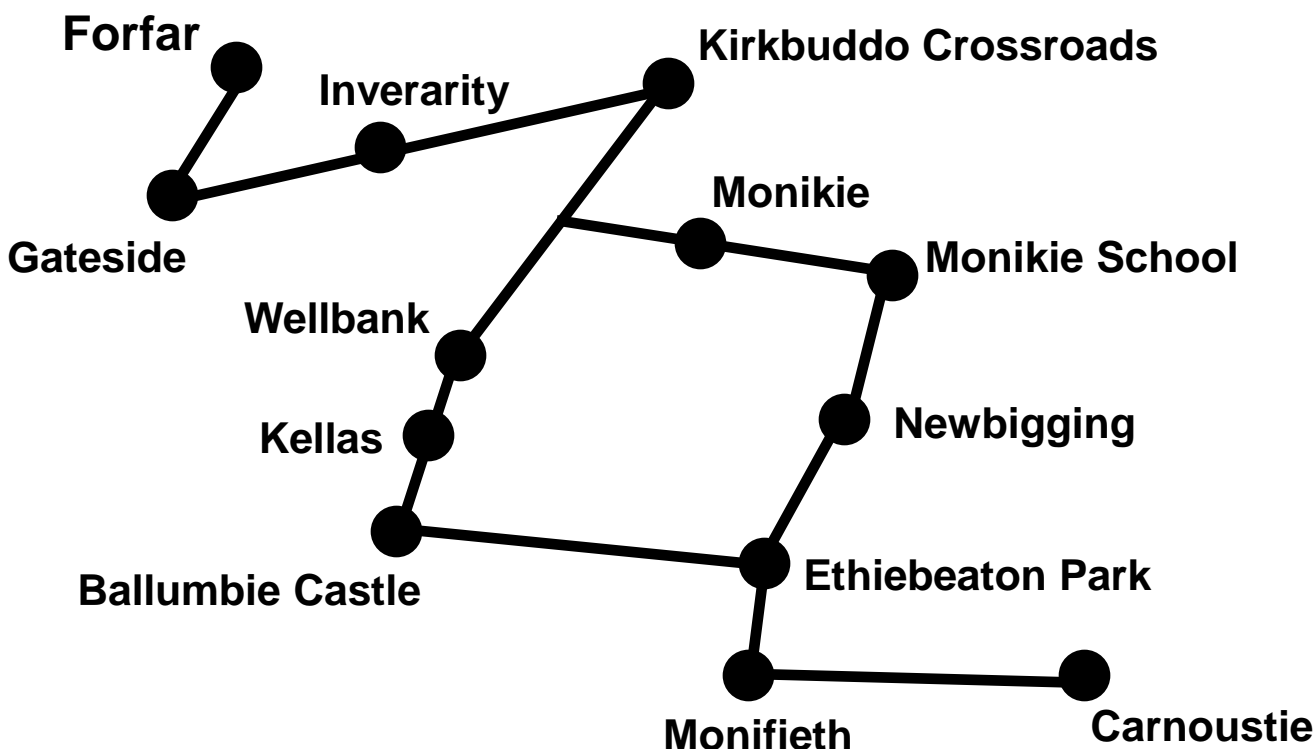 Forfar
Kirkbuddo Crossroads
Inverarity
Monikie
Gateside
Monikie School
Wellbank
Newbigging
Kellas
Ethiebeaton Park
Ballumbie Castle
Carnoustie
Monifieth